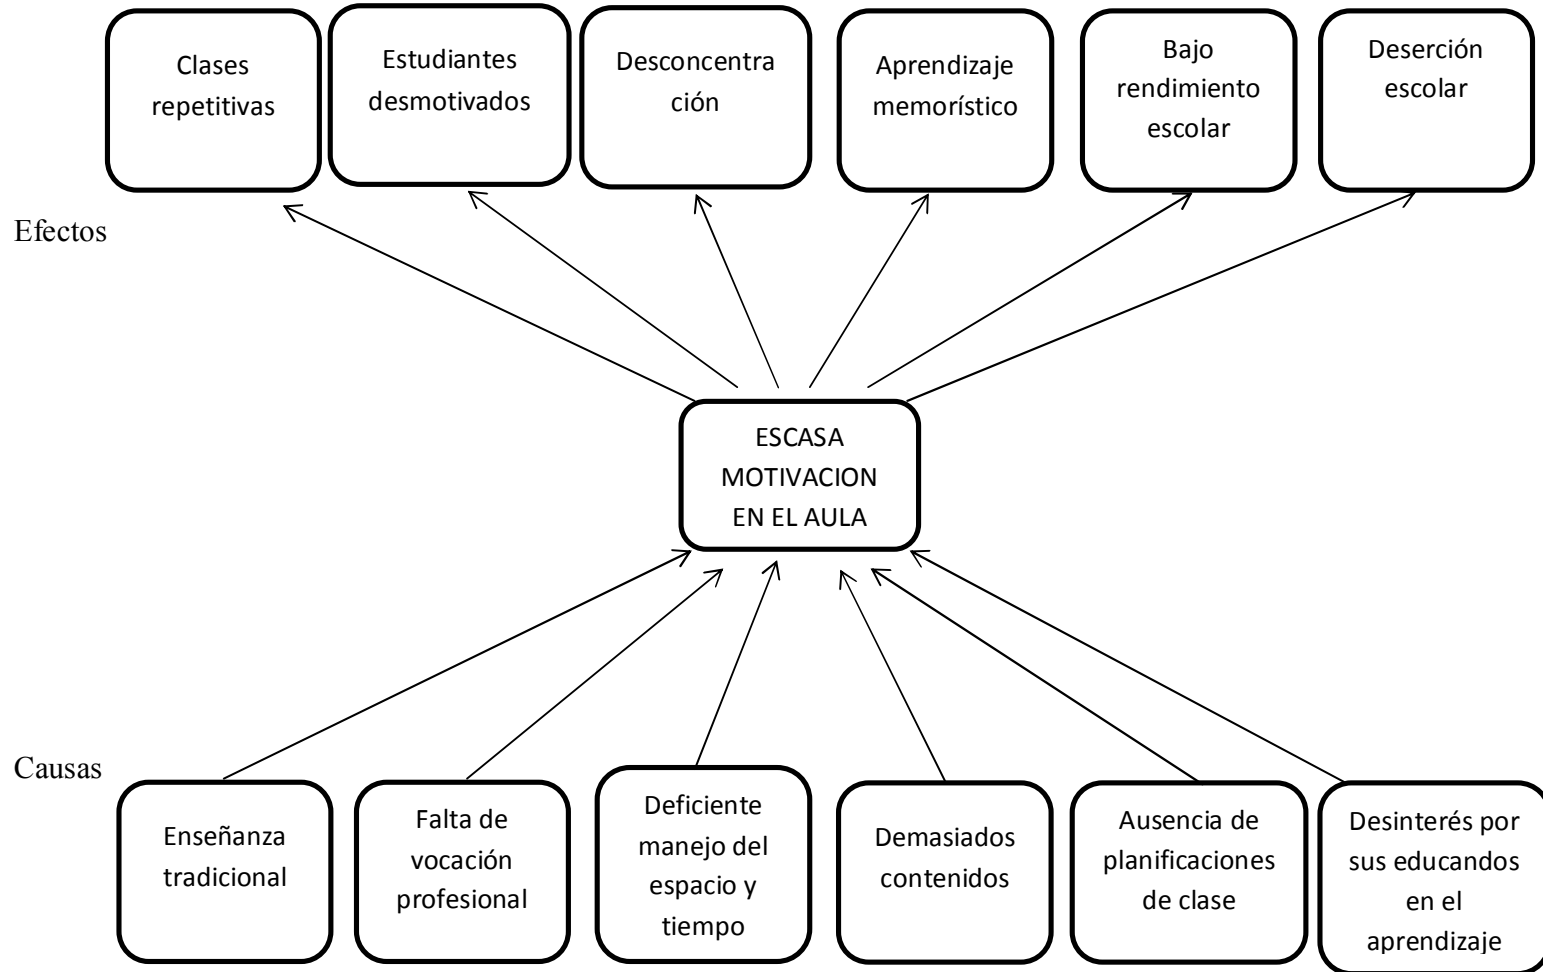 Clases
repetitivas
Estudiantes
desmotivados
Desconcentra
ción
Aprendizaje
memorístico
Bajo
rendimiento
escolar
Deserción
escolar
Efectos
ESCASA
MOTIVACION
EN EL AULA
Causas
Enseñanza
tradicional
Falta de
vocación
profesional
Deficiente
manejo del
espacio y
tiempo
Demasiados
contenidos
Ausencia de
planificaciones
de clase
Desinterés por
sus educandos
en el
aprendizaje